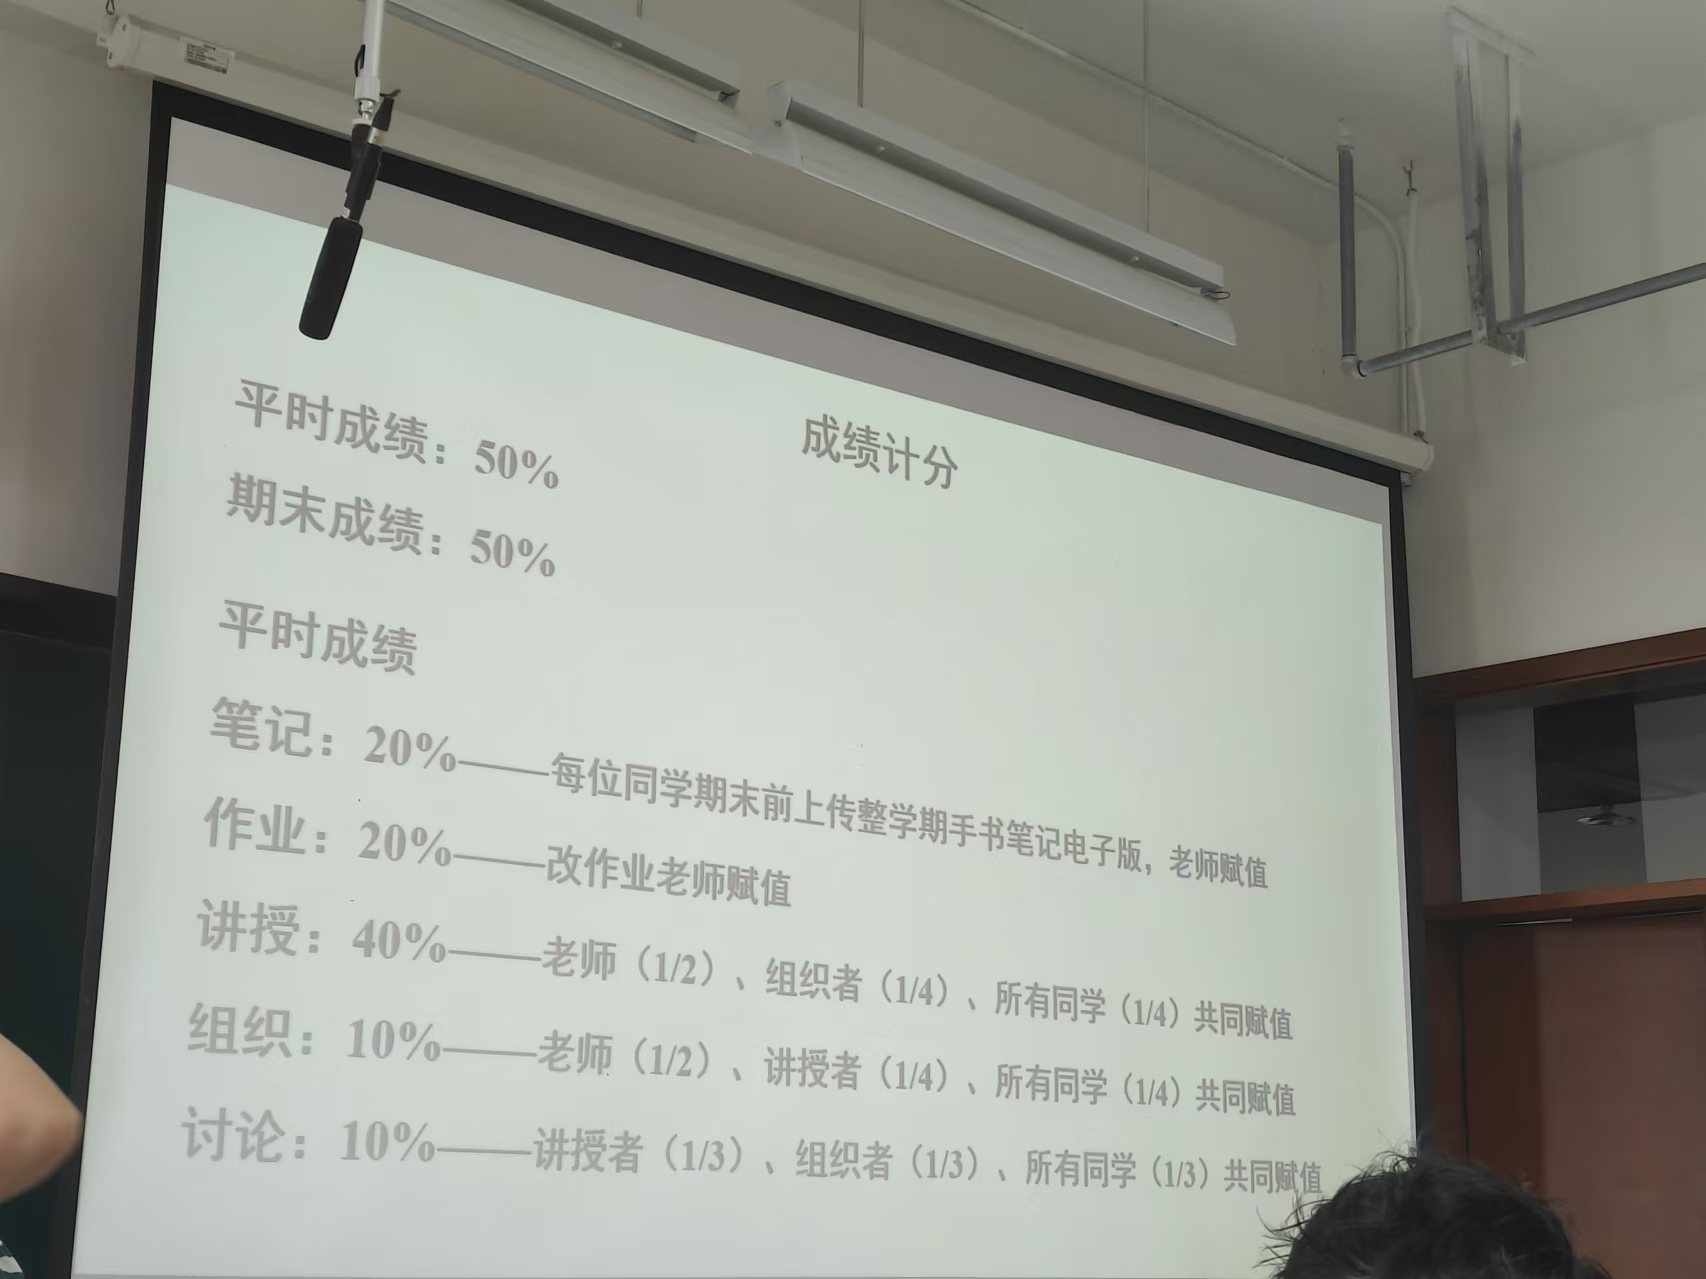 成绩计分
平时成绩：50%
期末成绩：50%
平时成绩
笔记：20%——每位同学期末前上传整学期手书笔记电子版，老师赋值
作业：20%——改作业老师赋值
讲授：40%——老师（1/2）、组织者（1/4）、所有同学（1/4）共同赋值
组织：10%——老师（1/2）、讲授者（1/4）、所有同学（1/4）共同赋值
讨论：10%——讲授者（1/3）、组织者（1/3）、所有同学（1/3）共同赋值